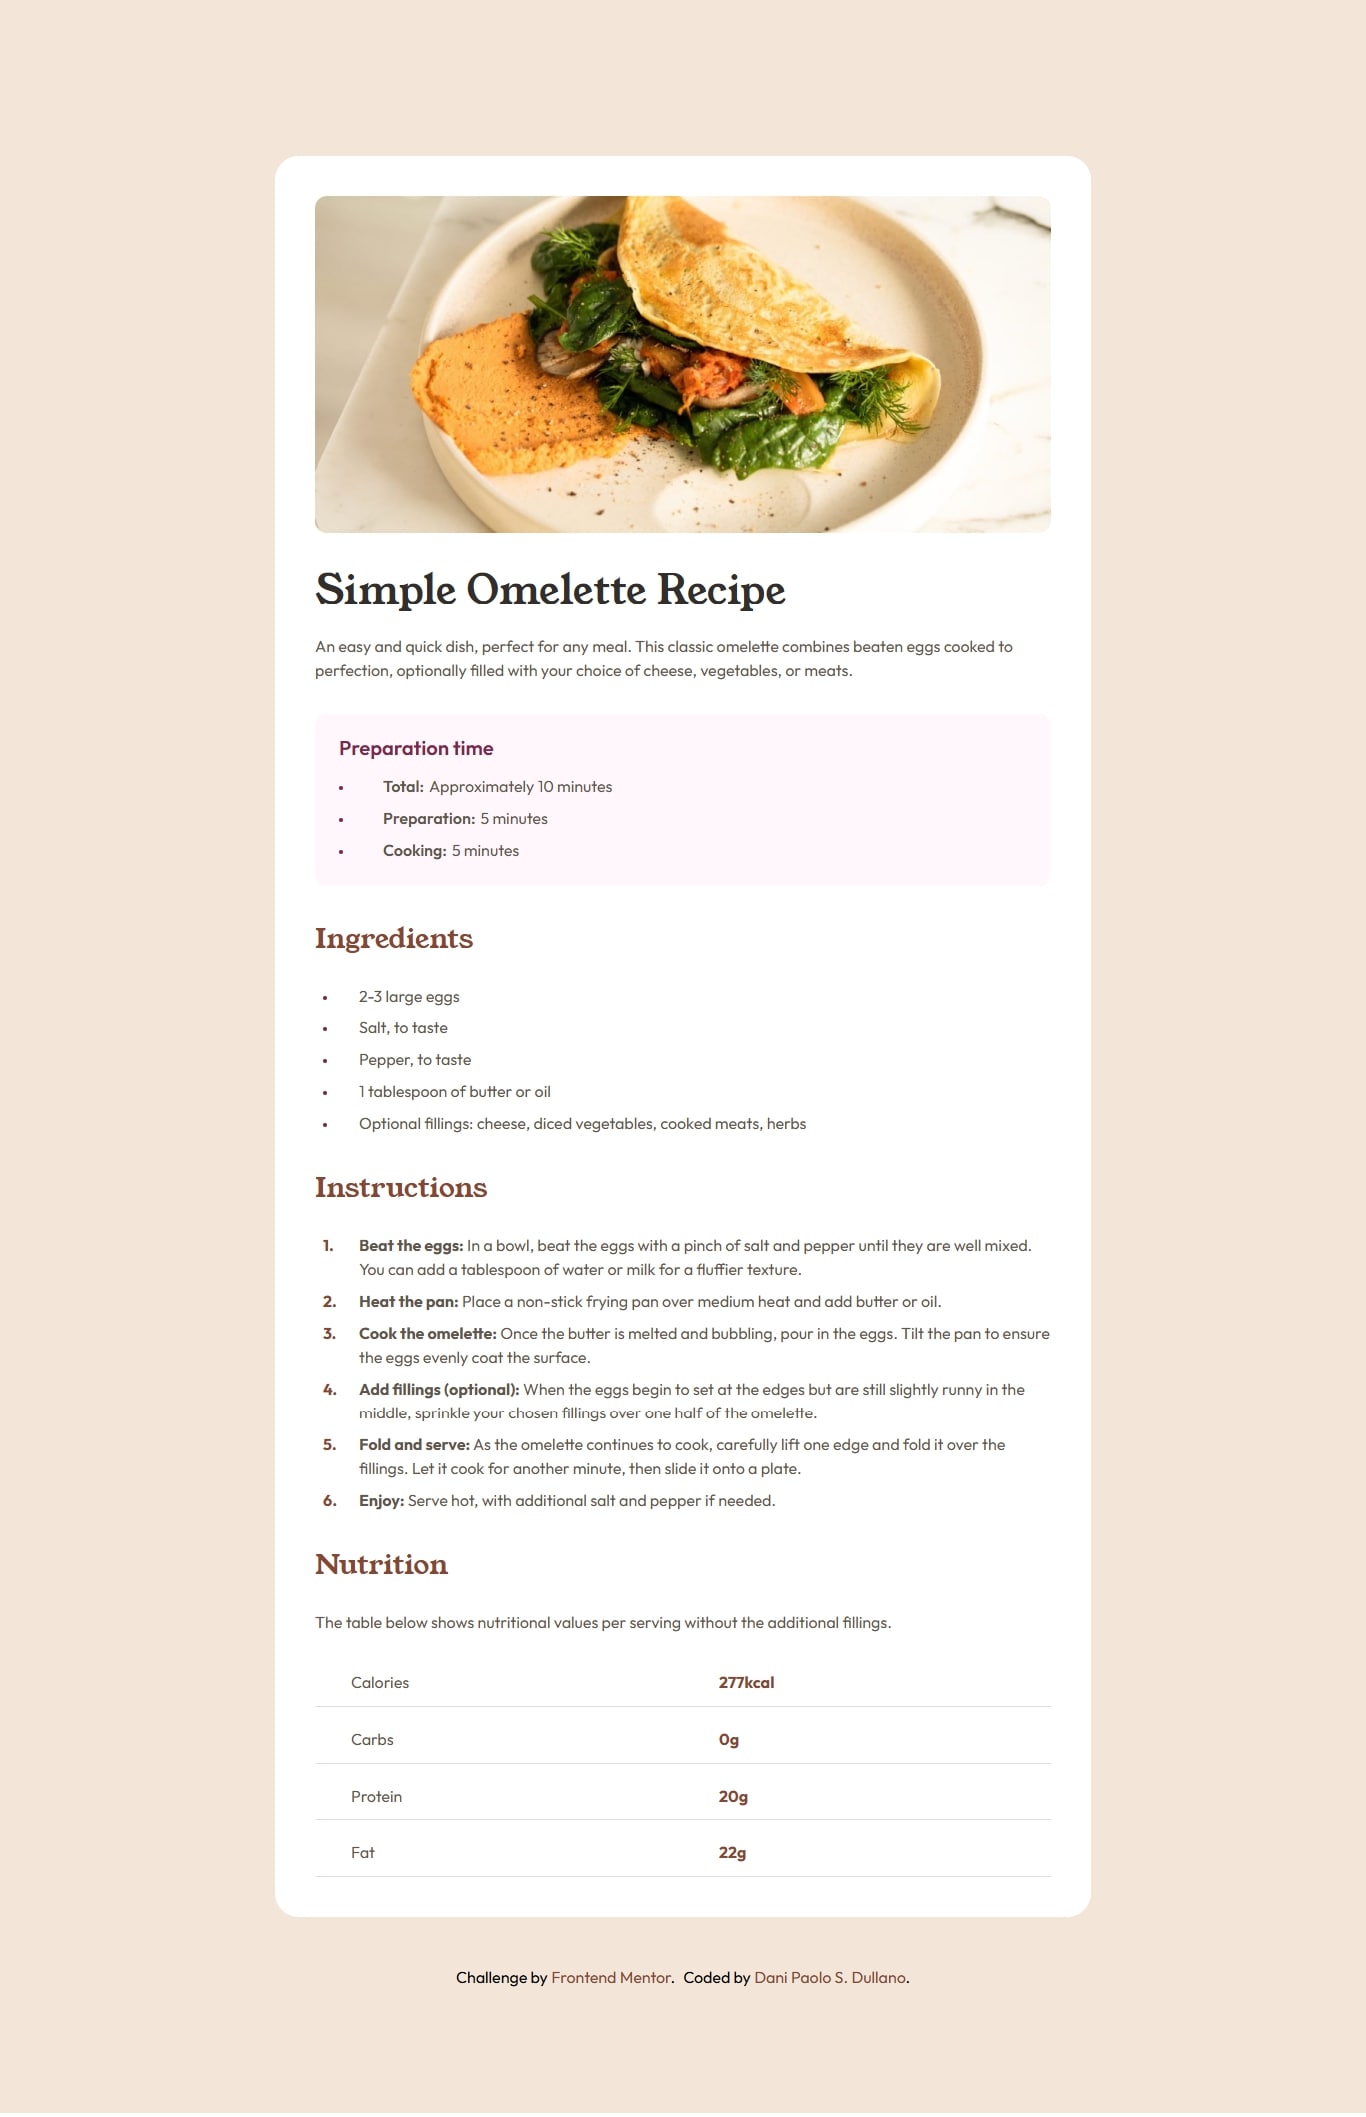 Simple Omelette Recipe
An easy and quick dish, perfect for any meal. This classic omelette combines beaten eggs cooked to
perfection, optionally filled with your choice of cheese, vegetables, or meats.
Preparation time
• Total: Approximately 10 minutes
• Preparation: 5 minutes
• Cooking: 5 minutes
Ingredients
• 2-3 large eggs
• Salt, to taste
• Pepper, to taste
• 1 tablespoon of butter or oil
• Optional fillings: cheese, diced vegetables, cooked meats, herbs
Instructions
1. Beat the eggs: In a bowl, beat the eggs with a pinch of salt and pepper until they are well mixed.
You can add a tablespoon of water or milk for a fluffier texture.
2. Heat the pan: Place a non-stick frying pan over medium heat and add butter or oil.
3. Cook the omelette: Once the butter is melted and bubbling, pour in the eggs. Tilt the pan to ensure
the eggs evenly coat the surface.
4. Add fillings (optional): When the eggs begin to set at the edges but are still slightly runny in the
middle, sprinkle your chosen fillings over one half of the omelette.
5. Fold and serve: As the omelette continues to cook, carefully lift one edge and fold it over the
fillings. Let it cook for another minute, then slide it onto a plate.
6. Enjoy: Serve hot, with additional salt and pepper if needed.
Nutrition
The table below shows nutritional values per serving without the additional fillings.
Calories 277kcal
Carbs 0g
Protein 20g
Fat 22g
Challenge by Frontend Mentor. Coded by Dani Paolo S. Dullano.